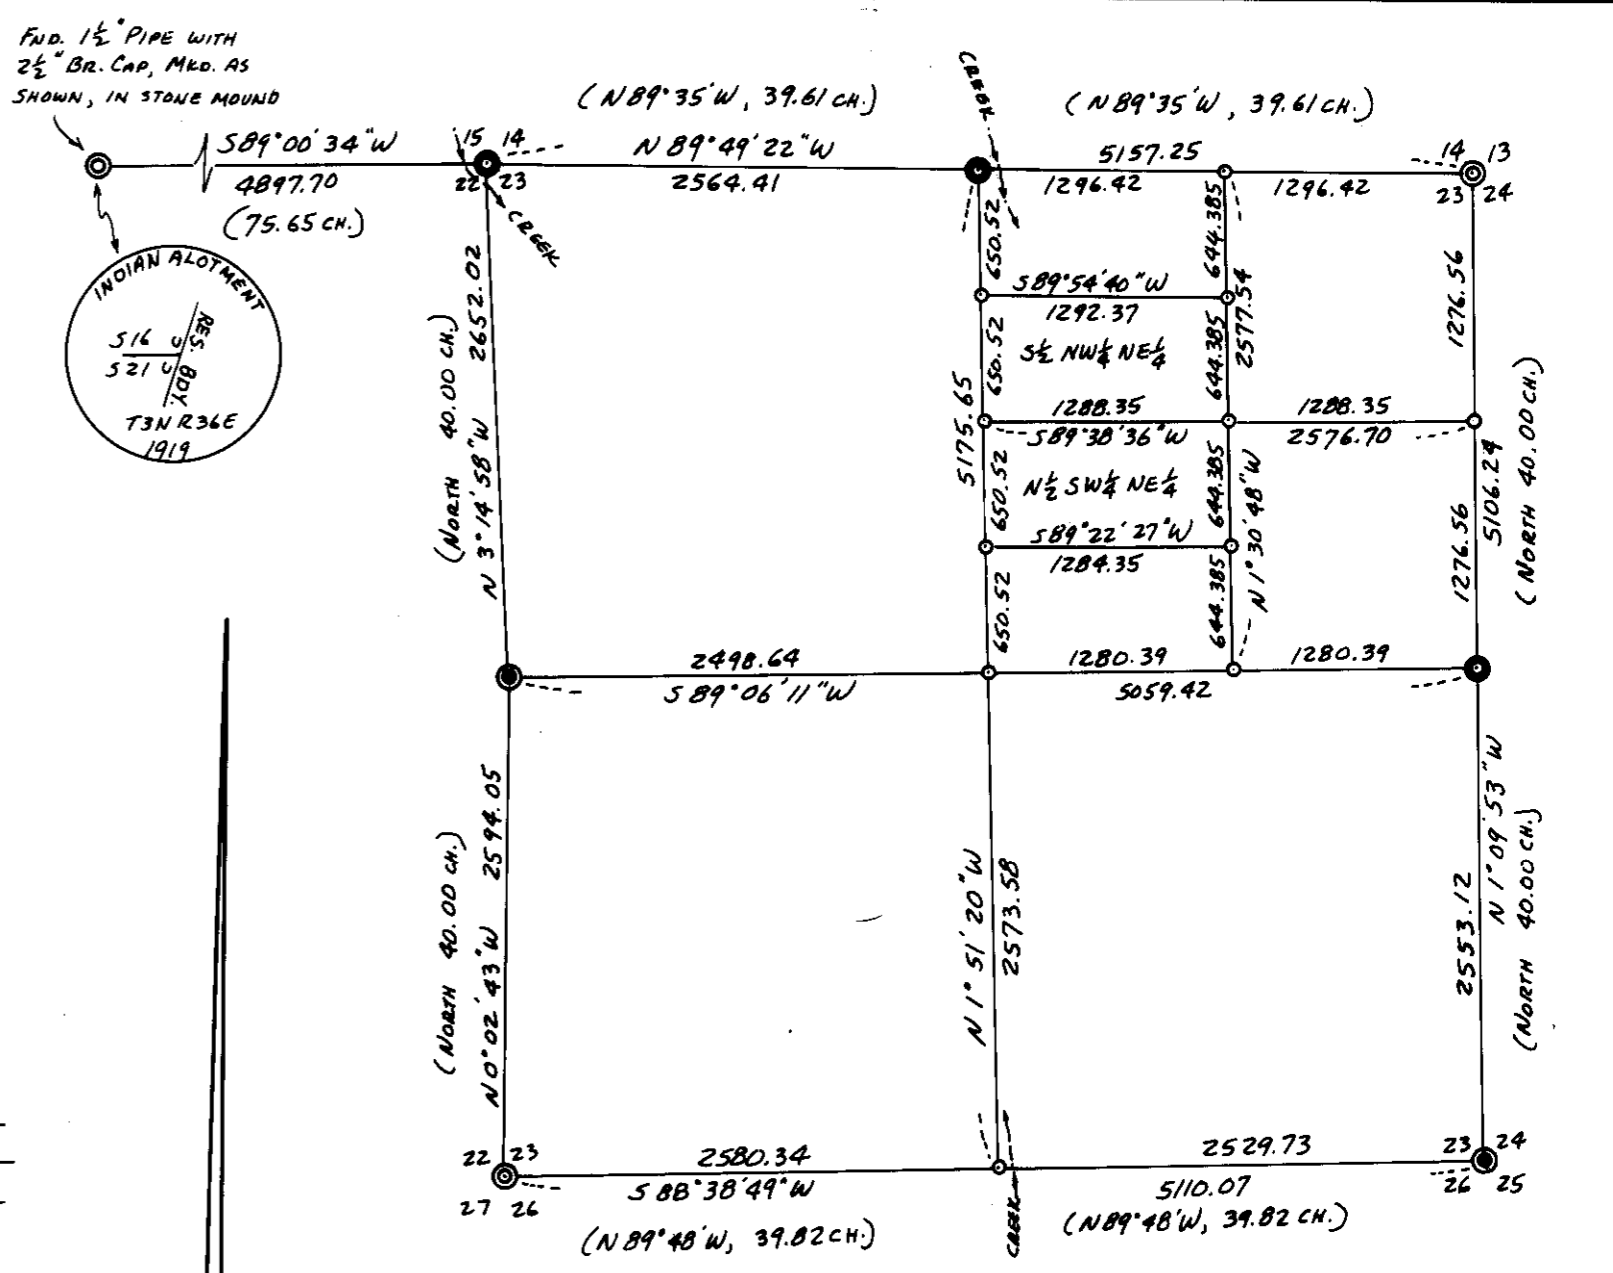 FND. 1½" PIPE WITH
2½" BR. CAP, MKD. AS
SHOWN, IN STONE MOUND
(N 89°35'W, 39.61 CH.)
CREEK
(N 89°35'W, 39.61 CH.)
S89°00'34"W
4897.70
(75.65 CH.)
15 14
22 23
CREEK
N 89°49'22"W
2564.41
5157.25
1296.42
1296.42
14 13
23 24
INDIAN ALOTMENT
S16
S21
RES. BDY.
T3N R36E
1919
(NORTH 40.00 CH.)
N 3°14'58"W 2652.02
650.52
644.385
S89°54'40"W
1292.37
2577.54
1276.56
650.52
S½ NW¼ NE¼
644.385
5175.65
1288.35
S89°38'36"W
1288.35
2576.70
650.52
N½ SW¼ NE¼
644.385
N 1°30'48"W
S89°22'27"W
1284.35
650.52
644.385
1276.56
5106.24
(NORTH 40.00 CH.)
2498.64
S 89°06'11"W
1280.39
1280.39
5059.42
(NORTH 40.00 CH.)
N 0°02'43"W 2594.05
N 1°51'20"W
2573.58
2553.12
N 1°09'53"W
(NORTH 40.00 CH.)
22 23
27 26
2580.34
S 88°38'49"W
(N 89°48'W, 39.82 CH.)
CREEK
2529.73
5110.07
(N 89°48'W, 39.82 CH.)
23 24
26 25